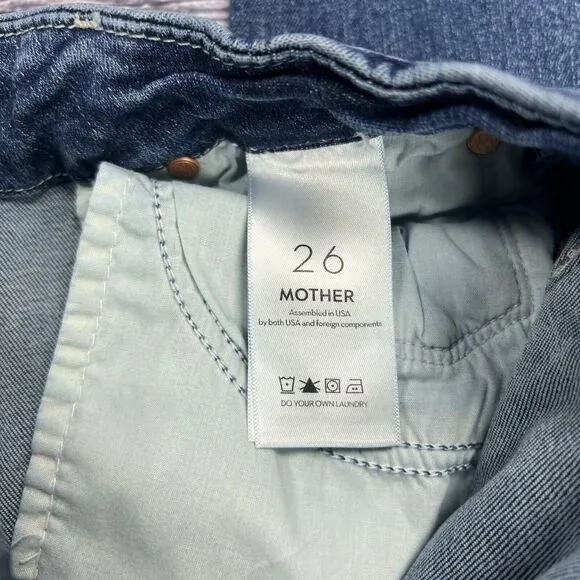 26
MOTHER
Assembled in USA
by both USA and foreign components
DO YOUR OWN LAUNDRY